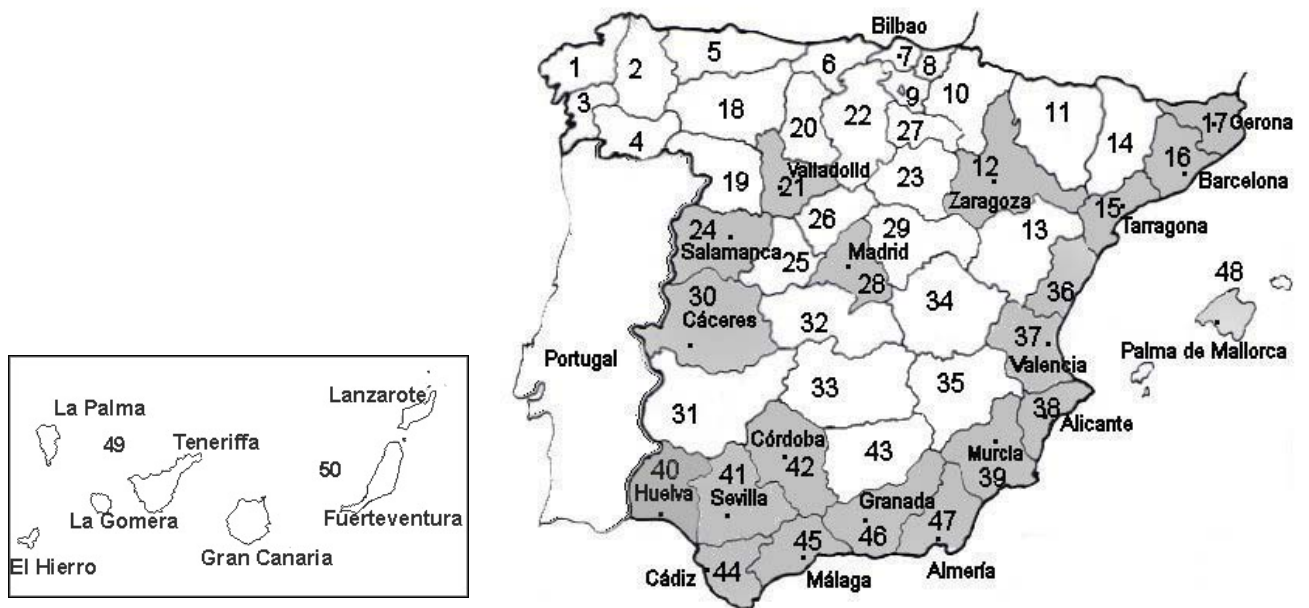 Bilbao
5
7
6
8
1
2
3
9
10
11
18
22
20
27
14
17 Gerona
4
12
16
Valladolid
19
21
23
Barcelona
Zaragoza
15
26
24
29
13
Tarragona
Salamanca
Madrid
25
48
28
30
36
34
Cáceres
32
37
Portugal
Valencia
Palma de Mallorca
33
35
31
38
Alicante
Córdoba
43
Murcia
40
41
42
39
Huelva
Sevilla
Granada
47
46
45
44
Cádiz
Málaga
Almería
Lanzarote
La Palma
49
Teneriffa
50
La Gomera
Fuerteventura
Gran Canaria
El Hierro